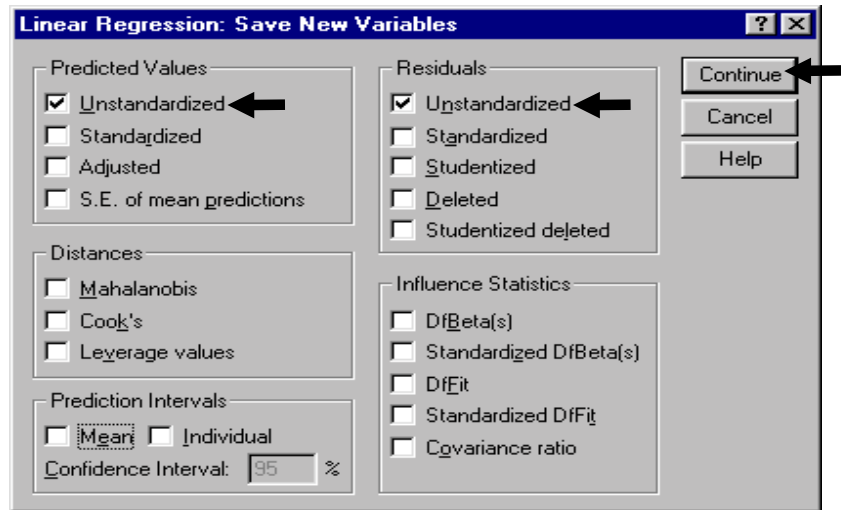 Linear Regression: Save New Variables
Predicted Values
Unstandardized
Standardized
Adjusted
S.E. of mean predictions
Distances
Mahalanobis
Cook's
Leverage values
Prediction Intervals
Mean Individual
Confidence Interval: 95 %
Residuals
Unstandardized
Standardized
Studentized
Deleted
Studentized deleted
Influence Statistics
DfBeta(s)
Standardized DfBeta(s)
DfFit
Standardized DfFit
Covariance ratio
Continue
Cancel
Help